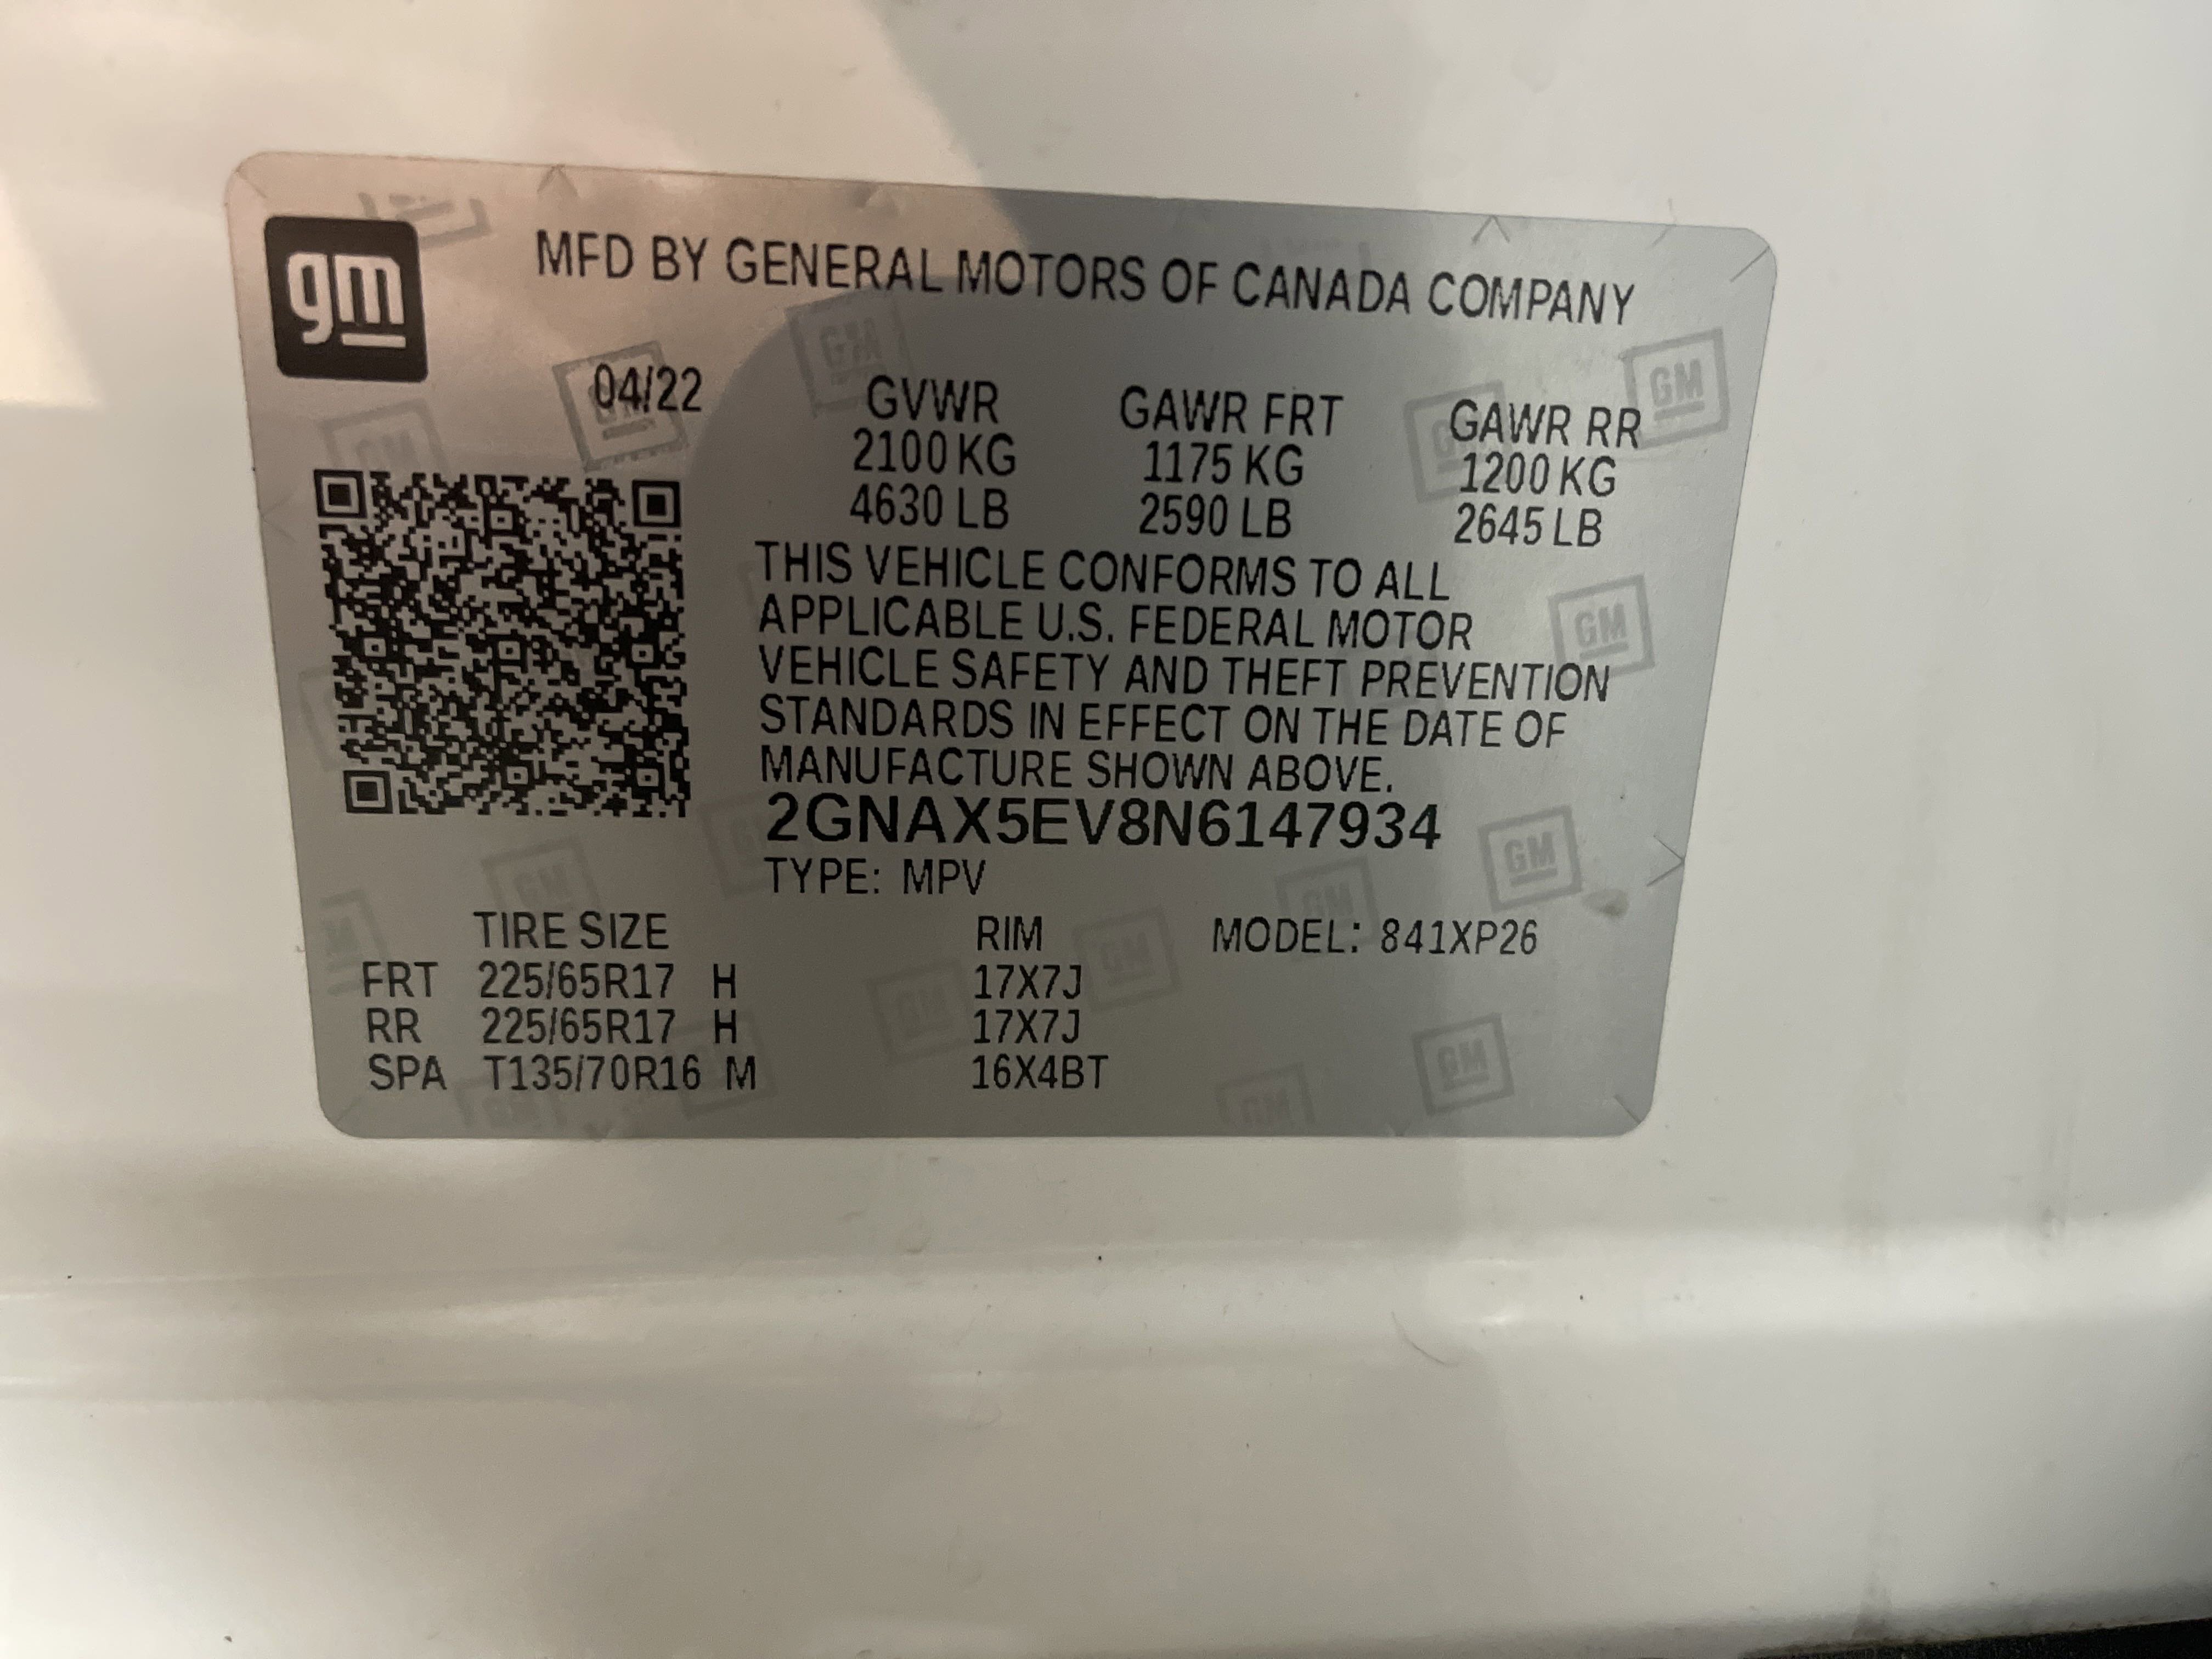 gm
MFD BY GENERAL MOTORS OF CANADA COMPANY
04/22
GVWR GAWR FRT GAWR RR
2100 KG 1175 KG 1200 KG
4630 LB 2590 LB 2645 LB
THIS VEHICLE CONFORMS TO ALL
APPLICABLE U.S. FEDERAL MOTOR
VEHICLE SAFETY AND THEFT PREVENTION
STANDARDS IN EFFECT ON THE DATE OF
MANUFACTURE SHOWN ABOVE.
2GNAX5EV8N6147934
TYPE: MPV
TIRE SIZE RIM MODEL: 841XP26
FRT 225/65R17 H 17X7J
RR 225/65R17 H 17X7J
SPA T135/70R16 M 16X4BT